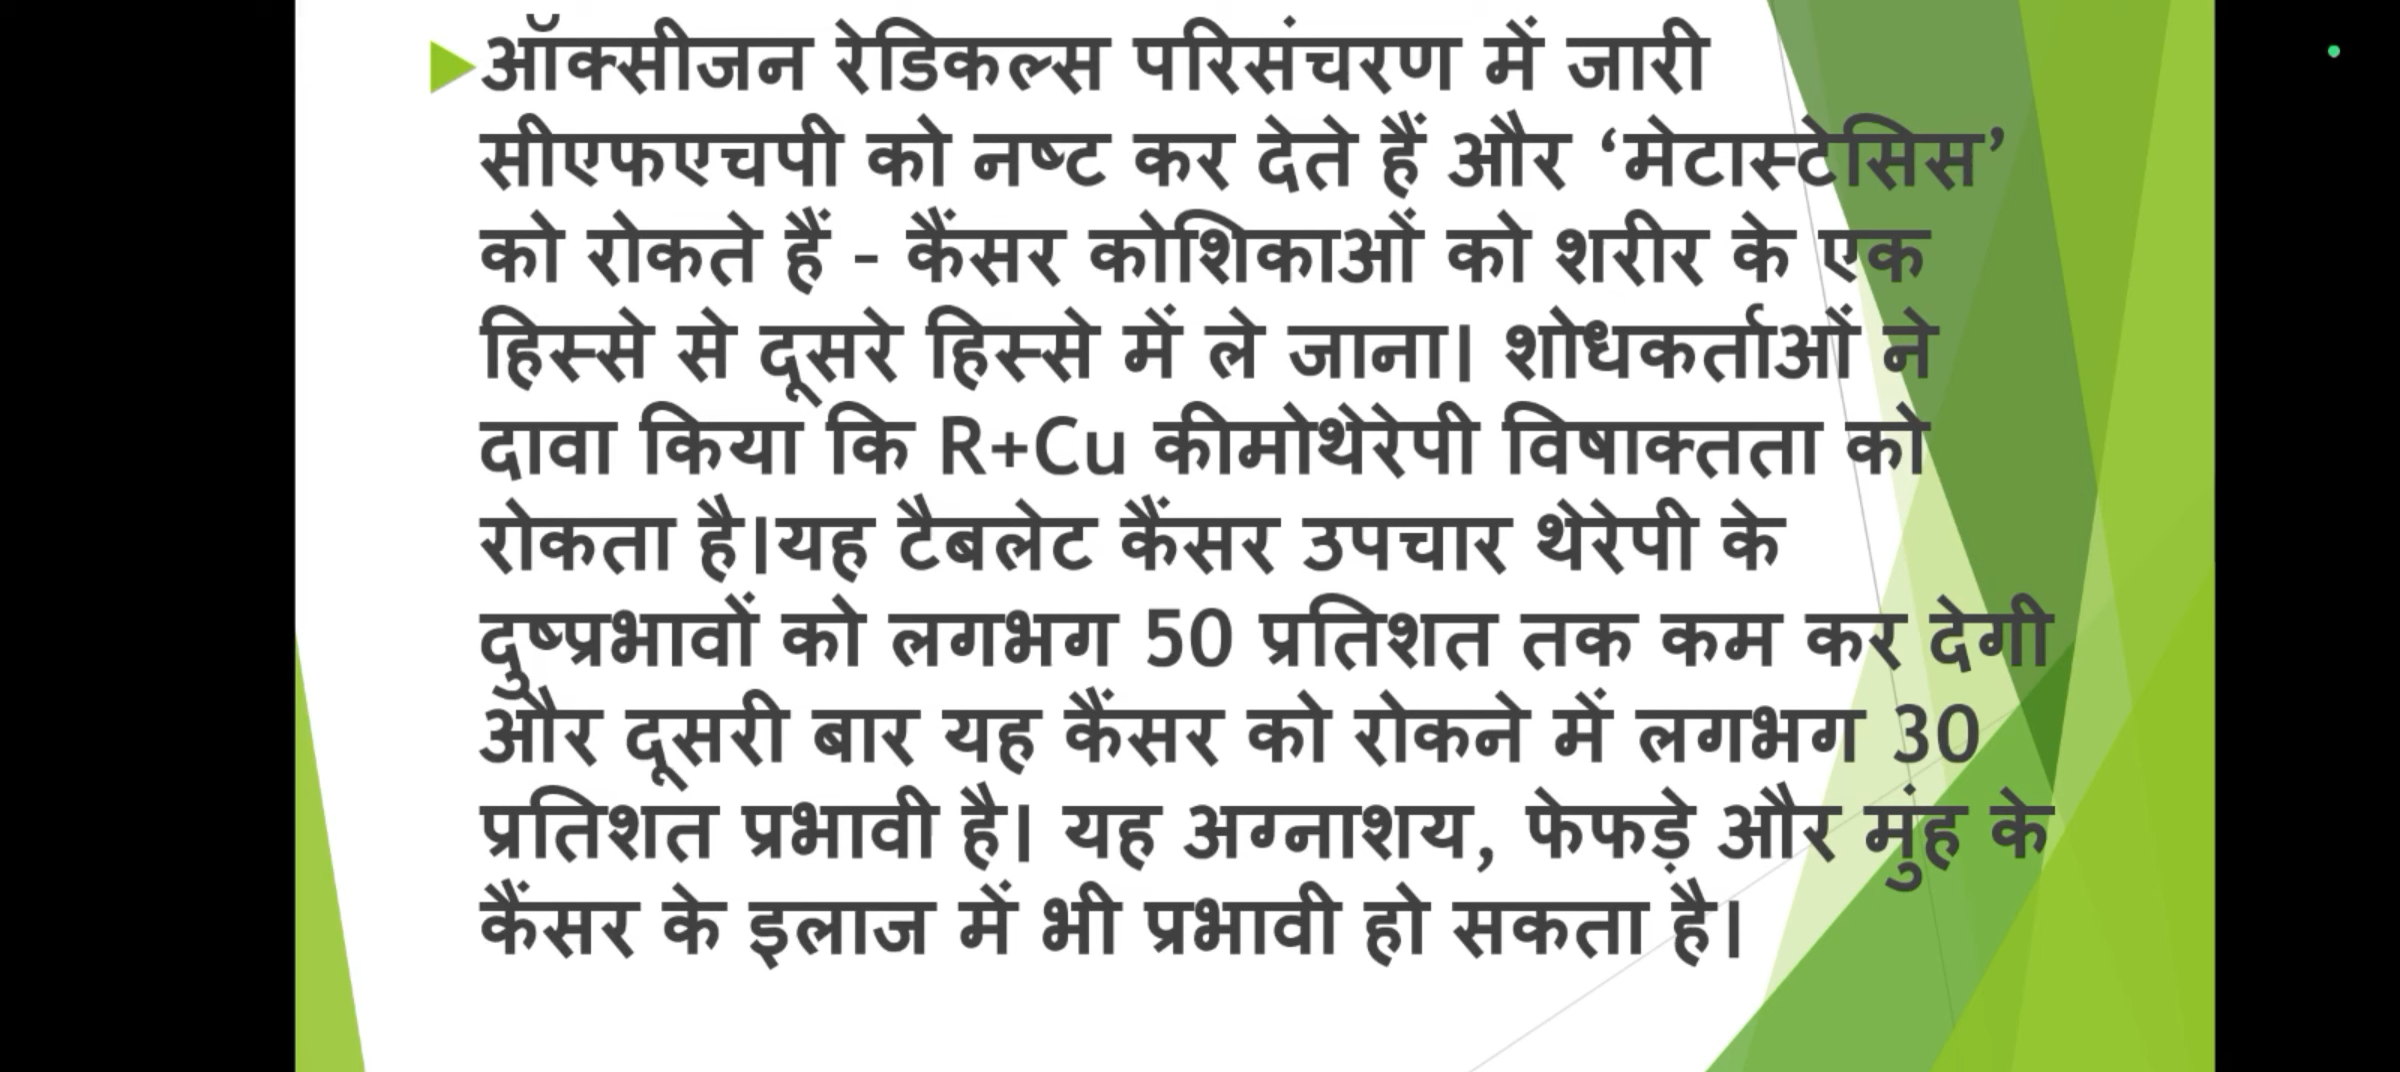 ऑक्सीजन रेडिकल्स परिसंचरण में जारी
सीएफएचपी को नष्ट कर देते हैं और ‘मेटास्टेसिस’
को रोकते हैं - कैंसर कोशिकाओं को शरीर के एक
हिस्से से दूसरे हिस्से में ले जाना। शोधकर्ताओं ने
दावा किया कि R+Cu कीमोथेरेपी विषाक्तता को
रोकता है।यह टैबलेट कैंसर उपचार थेरेपी के
दुष्प्रभावों को लगभग 50 प्रतिशत तक कम कर देगी
और दूसरी बार यह कैंसर को रोकने में लगभग 30
प्रतिशत प्रभावी है। यह अग्नाशय, फेफड़े और मुंह के
कैंसर के इलाज में भी प्रभावी हो सकता है।